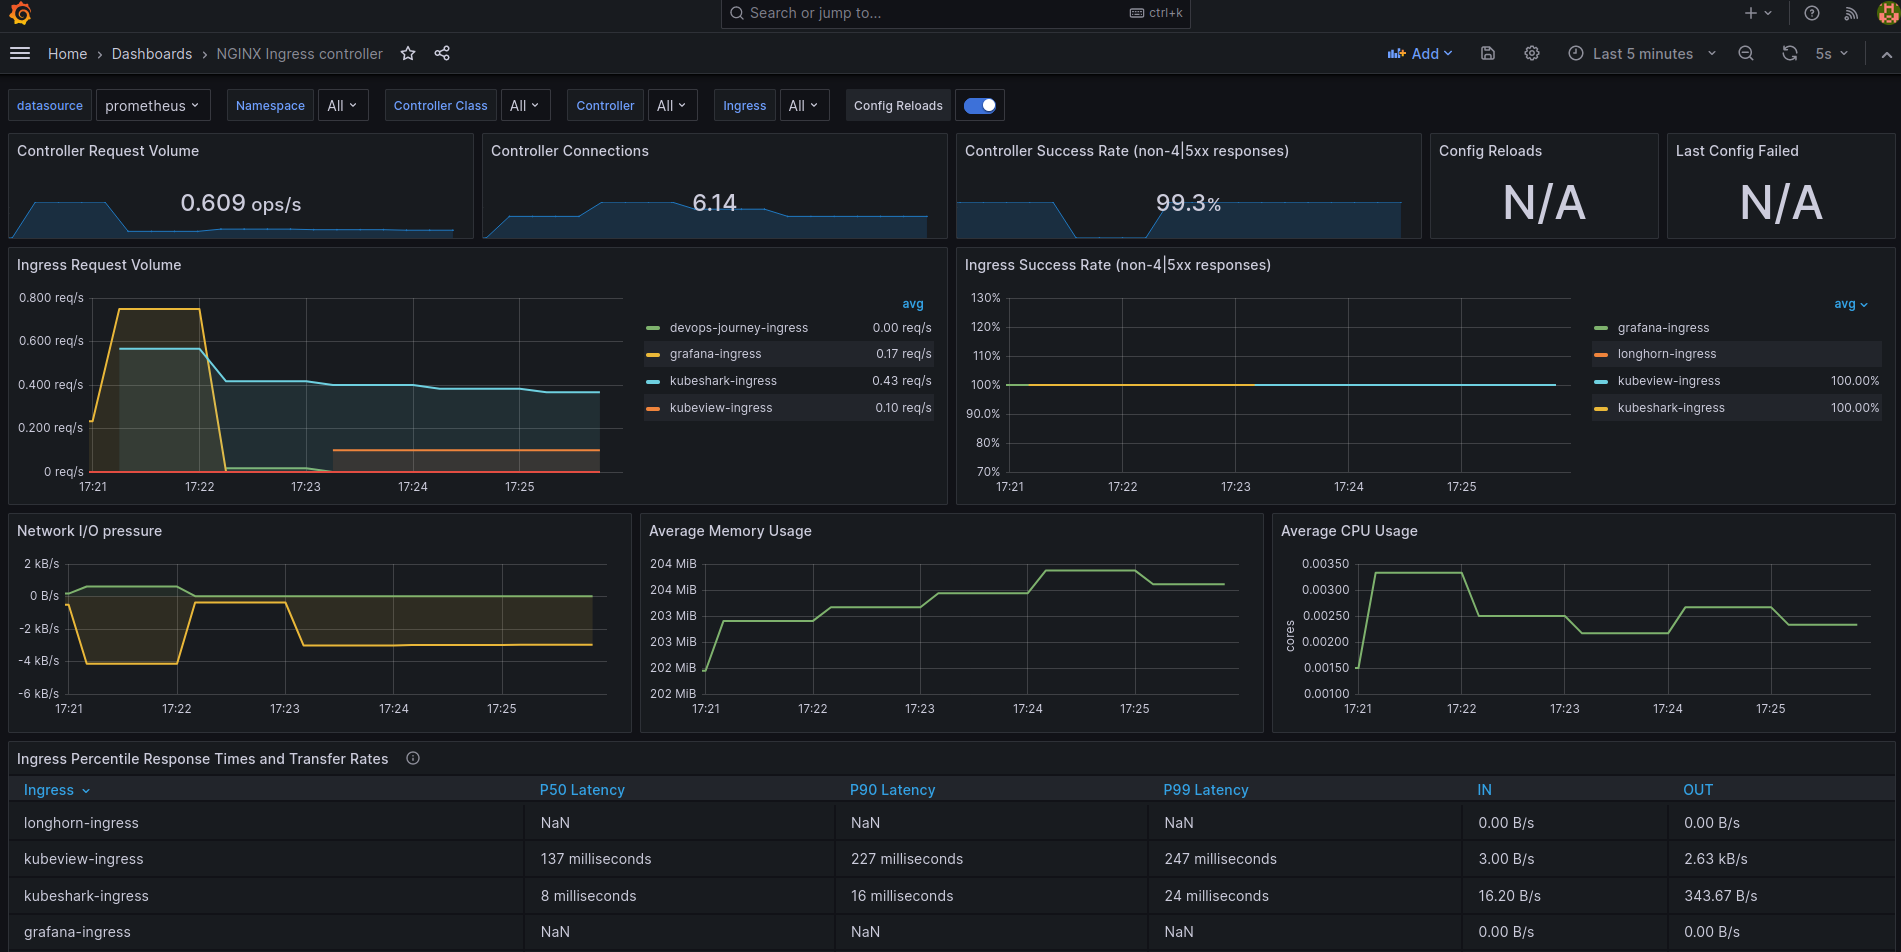 Search or jump to... ctrl+k
Home › Dashboards › NGINX Ingress controller Add Last 5 minutes 5s
datasource prometheus Namespace All Controller Class All Controller All Ingress All Config Reloads
Controller Request Volume
0.609 ops/s
Controller Connections
6.14
Controller Success Rate (non-4|5xx responses)
99.3%
Config Reloads
N/A
Last Config Failed
N/A
Ingress Request Volume
0.800 req/s
0.600 req/s
0.400 req/s
0.200 req/s
0 req/s
17:21 17:22 17:23 17:24 17:25
avg
devops-journey-ingress 0.00 req/s
grafana-ingress 0.17 req/s
kubeshark-ingress 0.43 req/s
kubeview-ingress 0.10 req/s
Ingress Success Rate (non-4|5xx responses)
130%
120%
110%
100%
90.0%
80%
70%
17:21 17:22 17:23 17:24 17:25
avg
grafana-ingress
longhorn-ingress
kubeview-ingress 100.00%
kubeshark-ingress 100.00%
Network I/O pressure
2 kB/s
0 B/s
-2 kB/s
-4 kB/s
-6 kB/s
17:21 17:22 17:23 17:24 17:25
Average Memory Usage
204 MiB
204 MiB
203 MiB
203 MiB
202 MiB
202 MiB
17:21 17:22 17:23 17:24 17:25
Average CPU Usage
cores
0.00350
0.00300
0.00250
0.00200
0.00150
0.00100
17:21 17:22 17:23 17:24 17:25
Ingress Percentile Response Times and Transfer Rates
Ingress P50 Latency P90 Latency P99 Latency IN OUT
longhorn-ingress NaN NaN NaN 0.00 B/s 0.00 B/s
kubeview-ingress 137 milliseconds 227 milliseconds 247 milliseconds 3.00 B/s 2.63 kB/s
kubeshark-ingress 8 milliseconds 16 milliseconds 24 milliseconds 16.20 B/s 343.67 B/s
grafana-ingress NaN NaN NaN 0.00 B/s 0.00 B/s